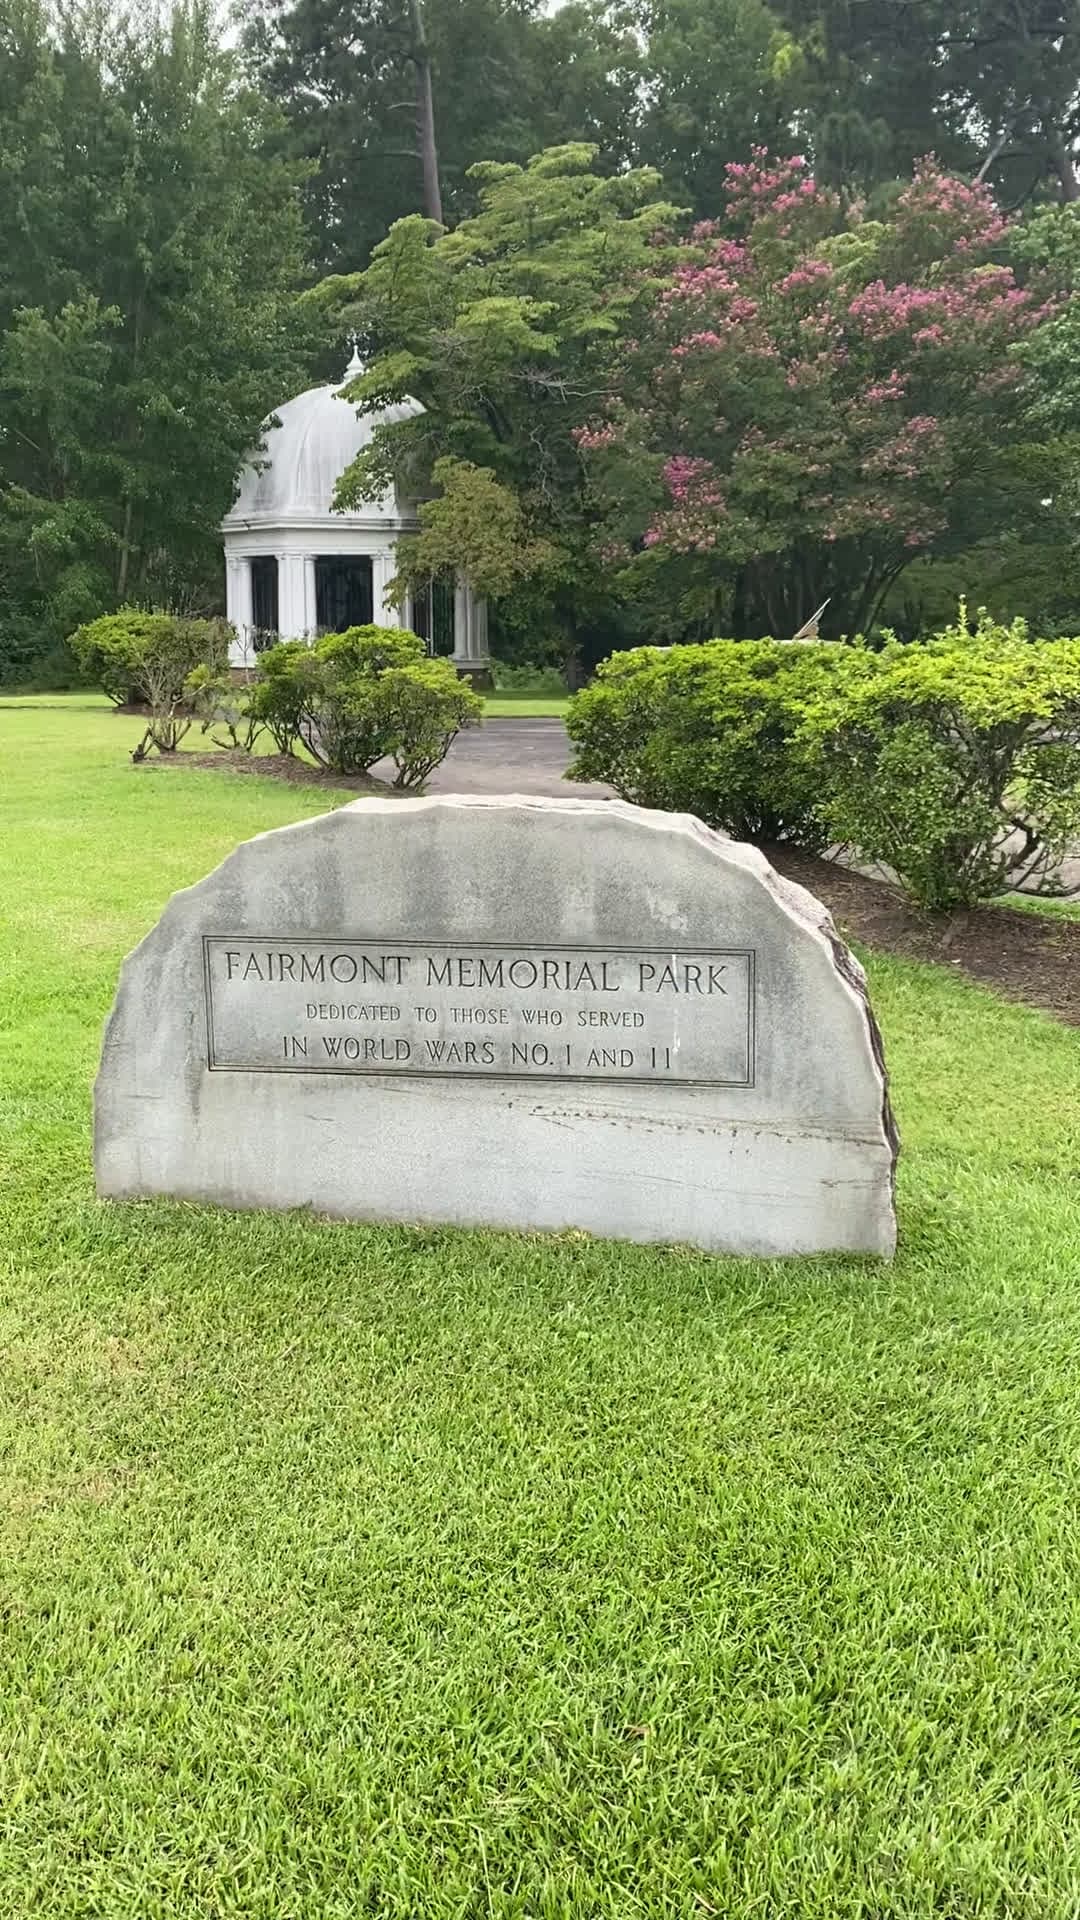 FAIRMONT MEMORIAL PARK
DEDICATED TO THOSE WHO SERVED
IN WORLD WARS NO. I AND II